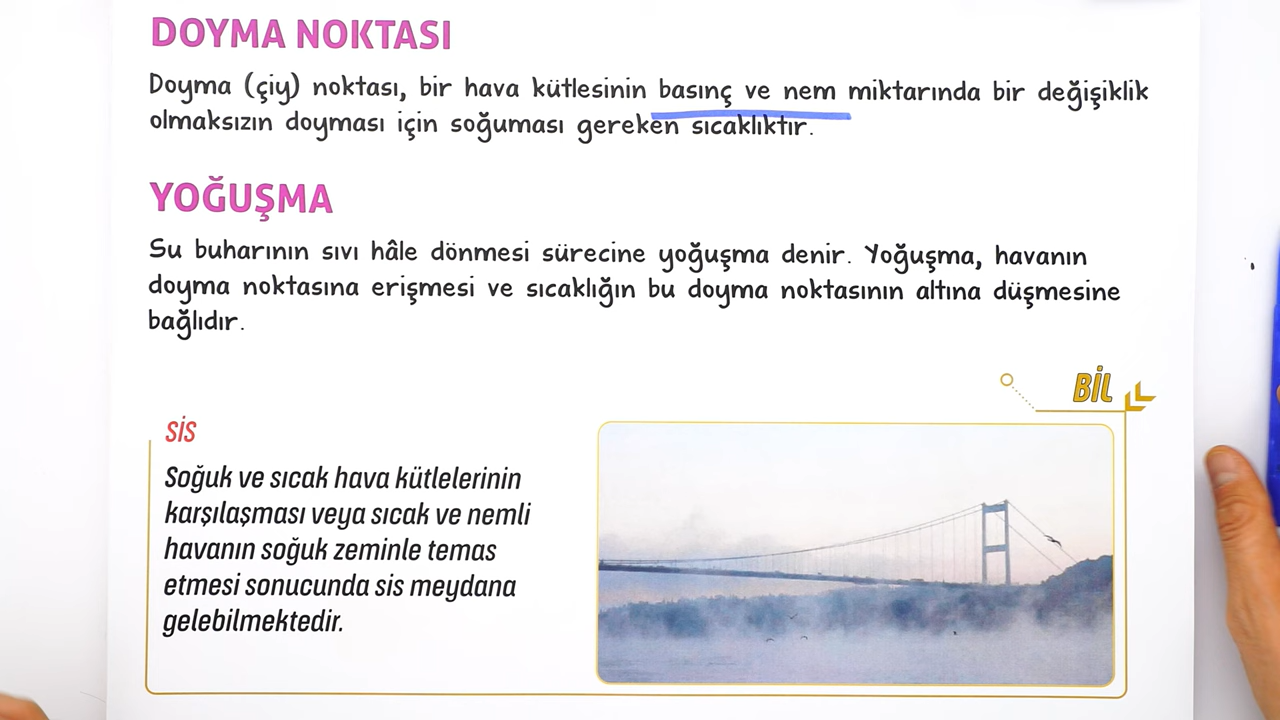 DOYMA NOKTASI
Doyma (çiy) noktası, bir hava kütlesinin basınç ve nem miktarında bir değişiklik
olmaksızın doyması için soğuması gereken sıcaklıktır.
YOĞUŞMA
Su buharının sıvı hâle dönmesi sürecine yoğuşma denir. Yoğuşma, havanın
doyma noktasına erişmesi ve sıcaklığın bu doyma noktasının altına düşmesine
bağlıdır.
BİL
SİS
Soğuk ve sıcak hava kütlelerinin
karşılaşması veya sıcak ve nemli
havanın soğuk zeminle temas
etmesi sonucunda sis meydana
gelebilmektedir.